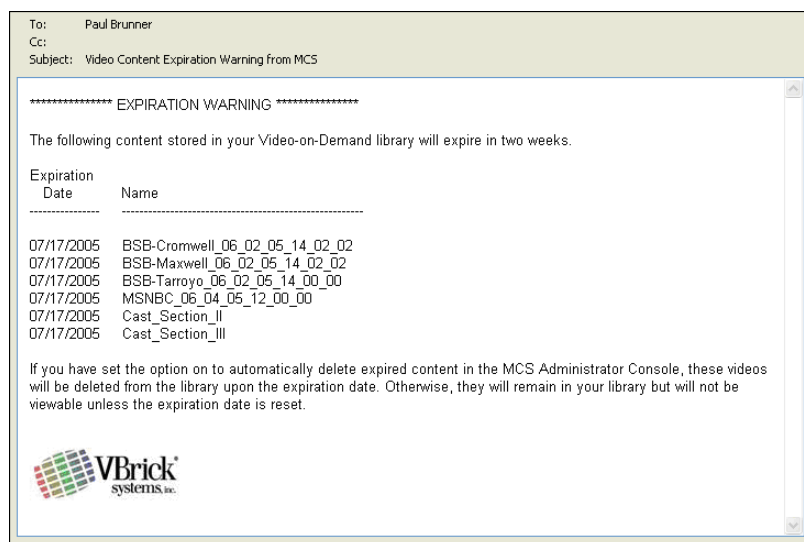 To: Paul Brunner
Cc:
Subject: Video Content Expiration Warning from MCS
*************** EXPIRATION WARNING ***************
The following content stored in your Video-on-Demand library will expire in two weeks.
Expiration
Date Name
---------------- -------------------------------------------------------
07/17/2005 BSB-Cromwell_06_02_05_14_02_02
07/17/2005 BSB-Maxwell_06_02_05_14_02_02
07/17/2005 BSB-Tarroyo_06_02_05_14_00_00
07/17/2005 MSNBC_06_04_05_12_00_00
07/17/2005 Cast_Section_II
07/17/2005 Cast_Section_III
If you have set the option on to automatically delete expired content in the MCS Administrator Console, these videos
will be deleted from the library upon the expiration date. Otherwise, they will remain in your library but will not be
viewable unless the expiration date is reset.
VBrick
systems, inc.